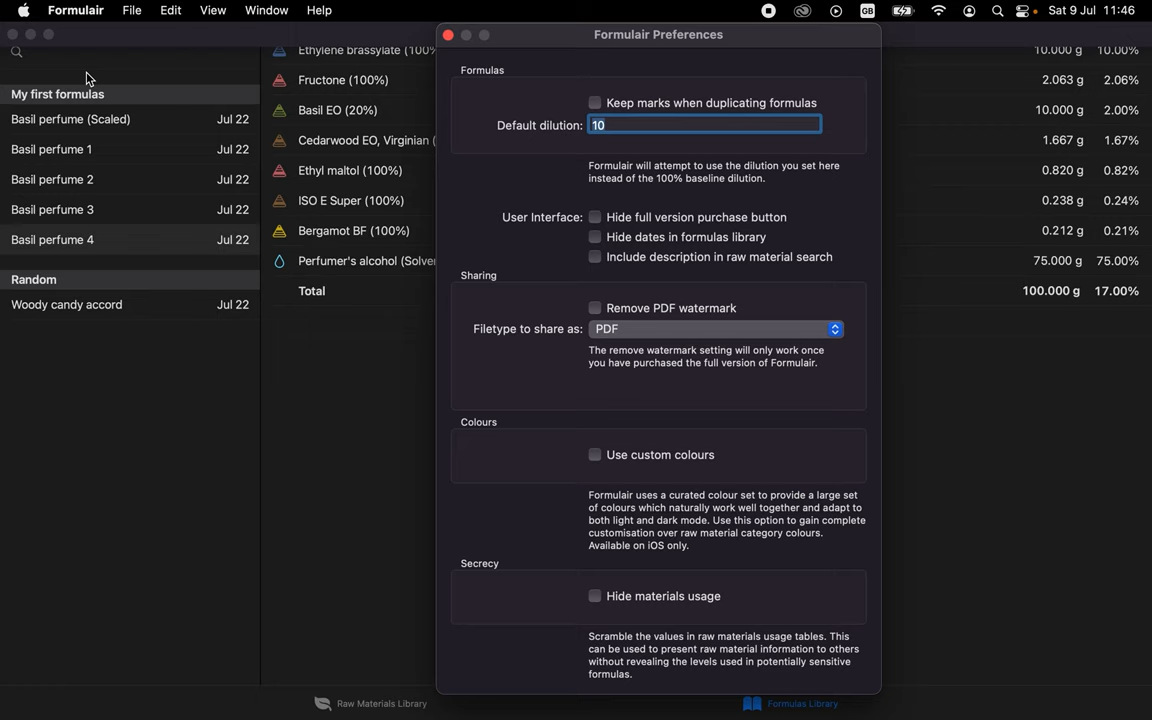 Formulair File Edit View Window Help GB Sat 9 Jul 11:46
Formulair Preferences
My first formulas
Basil perfume (Scaled) Jul 22
Basil perfume 1 Jul 22
Basil perfume 2 Jul 22
Basil perfume 3 Jul 22
Basil perfume 4 Jul 22
Random
Woody candy accord Jul 22
Ethylene brassylate (100% 10.000 g 10.00%
Fructone (100%) 2.063 g 2.06%
Basil EO (20%) 10.000 g 2.00%
Cedarwood EO, Virginian ( 1.667 g 1.67%
Ethyl maltol (100%) 0.820 g 0.82%
ISO E Super (100%) 0.238 g 0.24%
Bergamot BF (100%) 0.212 g 0.21%
Perfumer's alcohol (Solve 75.000 g 75.00%
Total 100.000 g 17.00%
Formulas
Keep marks when duplicating formulas
Default dilution: 10
Formulair will attempt to use the dilution you set here
instead of the 100% baseline dilution.
User Interface: Hide full version purchase button
Hide dates in formulas library
Include description in raw material search
Sharing
Remove PDF watermark
Filetype to share as: PDF
The remove watermark setting will only work once
you have purchased the full version of Formulair.
Colours
Use custom colours
Formulair uses a curated colour set to provide a large set
of colours which naturally work well together and adapt to
both light and dark mode. Use this option to gain complete
customisation over raw material category colours.
Available on iOS only.
Secrecy
Hide materials usage
Scramble the values in raw materials usage tables. This
can be used to present raw material information to others
without revealing the levels used in potentially sensitive
formulas.
Raw Materials Library Formulas Library